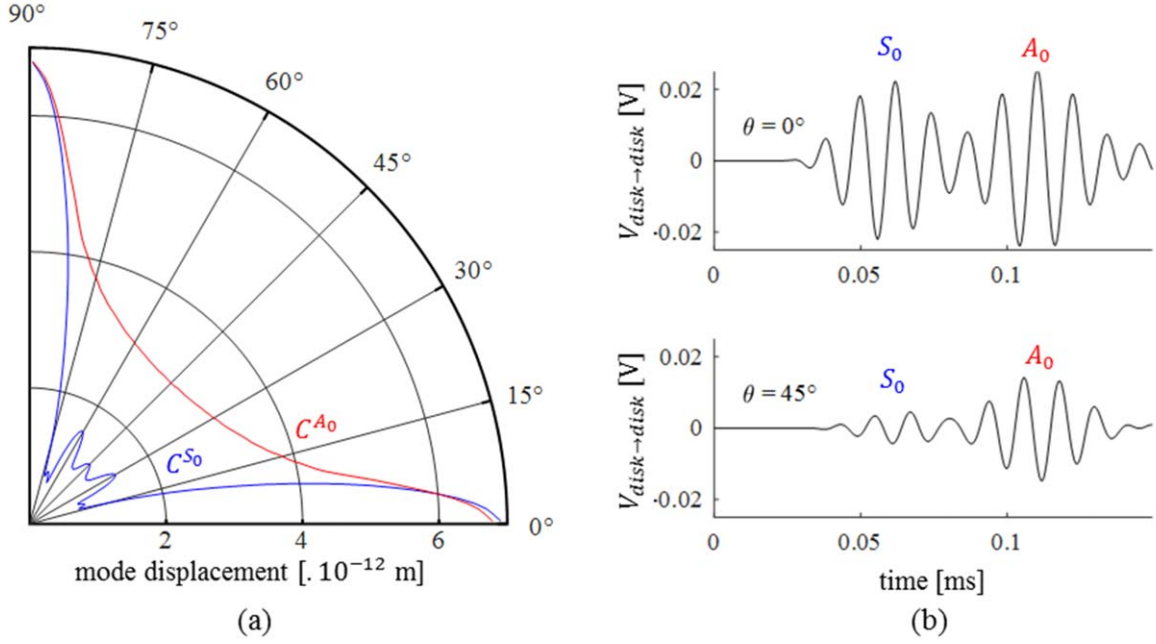 90°
75°
60°
45°
30°
15°
0°
C^{A_0}
C^{S_0}
2 4 6
mode displacement [. 10^{−12} m]
(a)
S_0 A_0
V_{disk→disk} [V]
0.02
θ = 0°
0
-0.02
0 0.05 0.1
A_0
S_0
V_{disk→disk} [V]
0.02
θ = 45°
0
-0.02
0 0.05 0.1
time [ms]
(b)